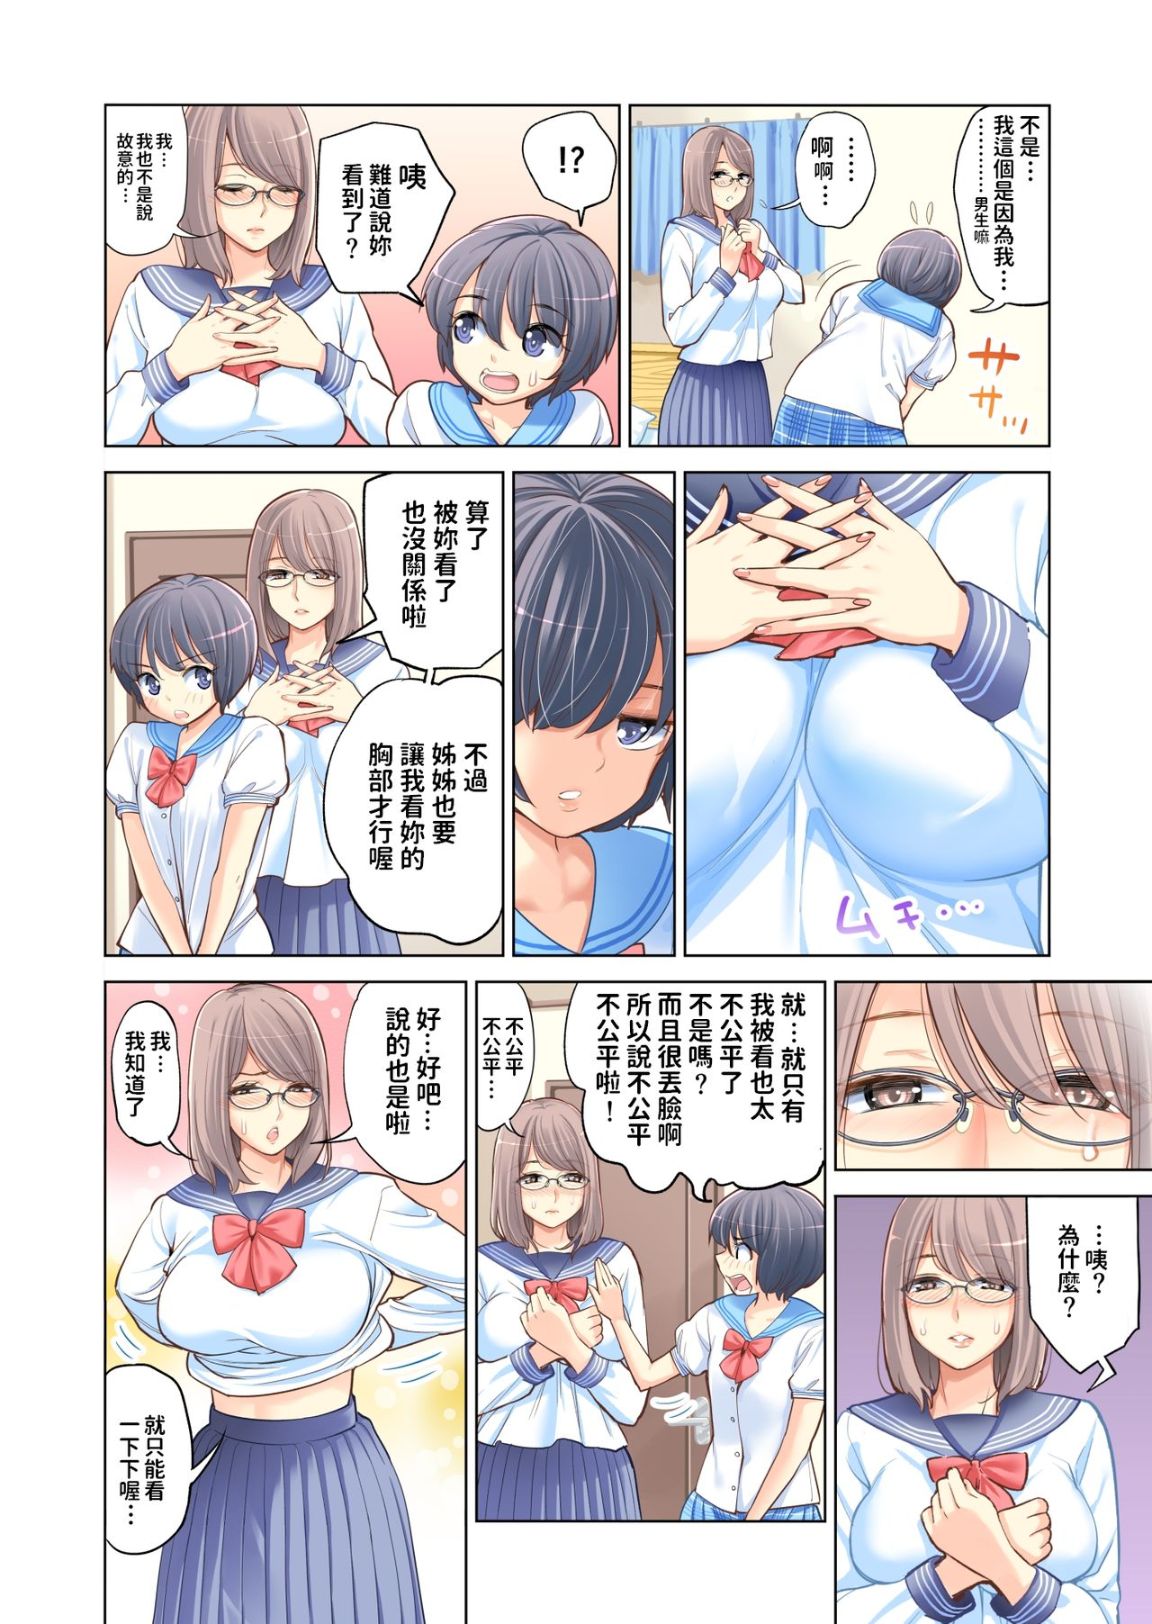 不是…
我這個是因為我…
…………男生嘛
……
啊啊…
サササッ
!?
咦
難道說妳
看到了？
我…
我也不是說
故意的…
ムチ…
算了
被妳看了
也沒關係啦
不過
姊姊也要
讓我看妳的
胸部才行喔
…咦？
為什麼？
就…就只有
我被看也太
不公平了
不是嗎？
而且很丟臉啊
所以說不公平
不公平啦！
不公平
不公平…
好…好吧…
說的也是啦
我…
我知道了
就只能看
一下下喔…